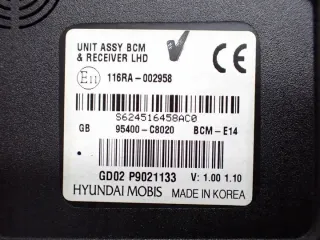 UNIT ASSY BCM
& RECEIVER LHD
CE
E11 116RA-002958
S624516458AC0
GB 95400-C8020 BCM-E14
GD02 P9021133 V: 1.00 1.10
HYUNDAI MOBIS MADE IN KOREA